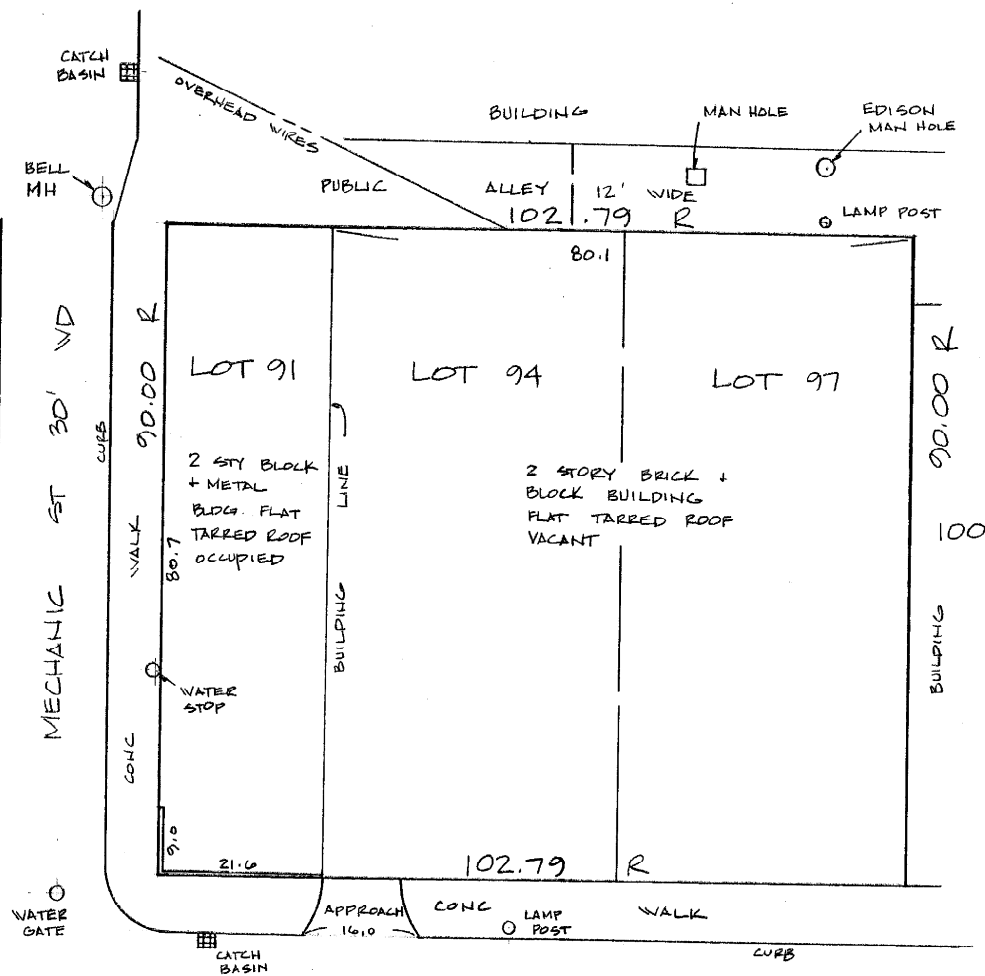 CATCH
BASIN
OVERHEAD WIRES
BUILDING
MAN HOLE
EDISON
MAN HOLE
BELL
MH
PUBLIC ALLEY 12' WIDE
102.79 R
LAMP POST
80.1
MECHANIC ST 30' WD
CURB
CONC WALK
90.00 R
LOT 91
LOT 94
LOT 97
90.00 R
2 STY BLOCK
+ METAL
BLDG. FLAT
TARRED ROOF
OCCUPIED
80.7
BUILDING LINE
2 STORY BRICK +
BLOCK BUILDING
FLAT TARRED ROOF
VACANT
100
BUILDING
WATER
STOP
9.0
21.6
102.79 R
WATER
GATE
APPROACH
16.0
CONC WALK
LAMP
POST
CATCH
BASIN
CURB